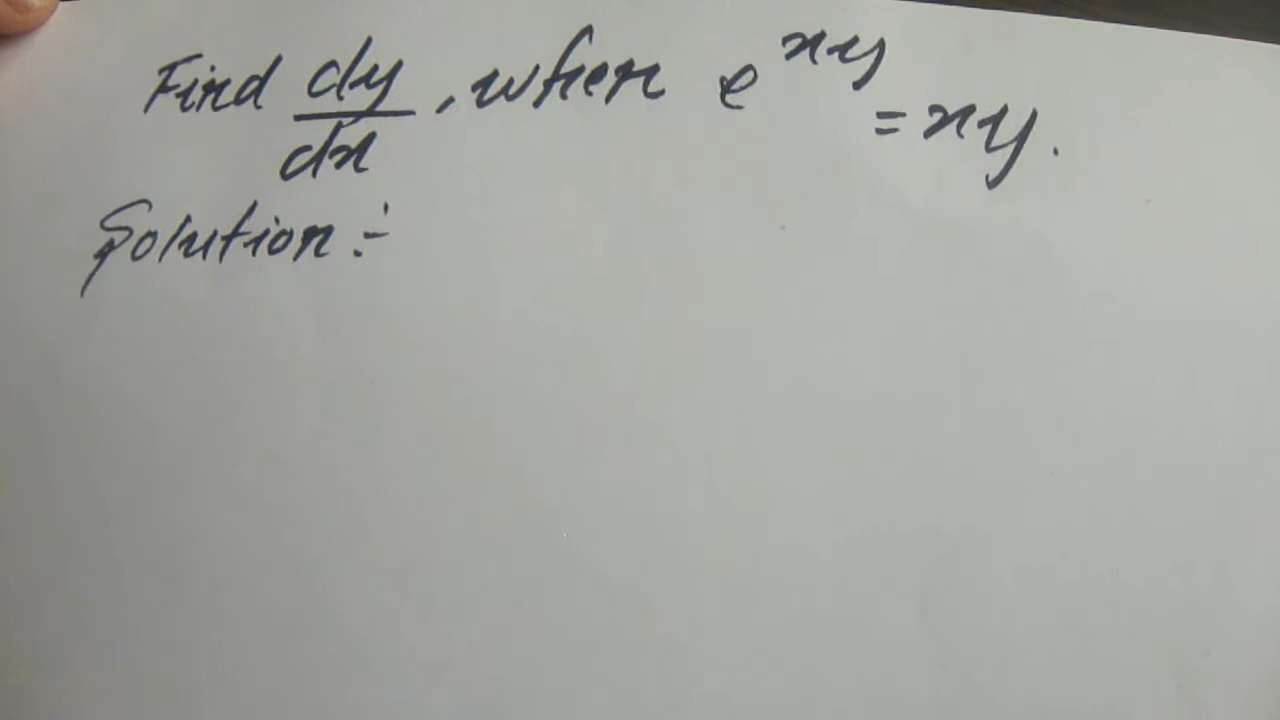 Find dy/dx, when e^xy = xy.
Solution :-